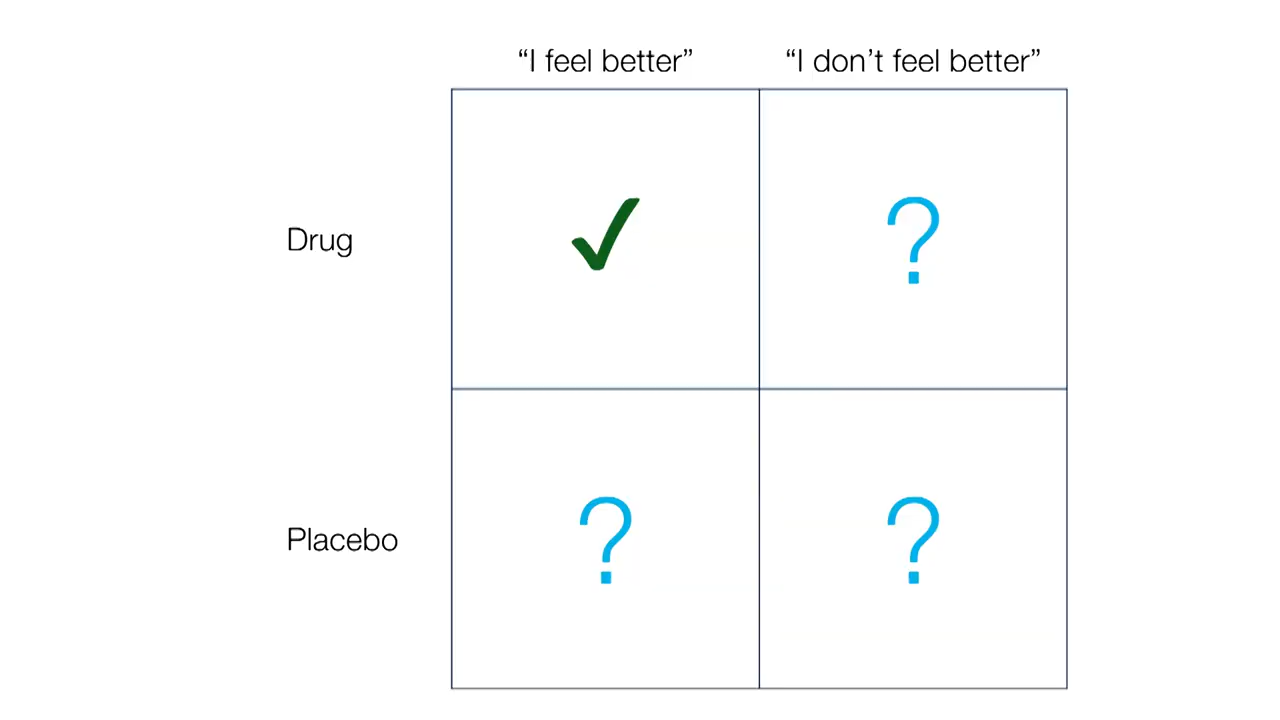 “I feel better”
“I don’t feel better”
Drug
✓
?
Placebo
?
?